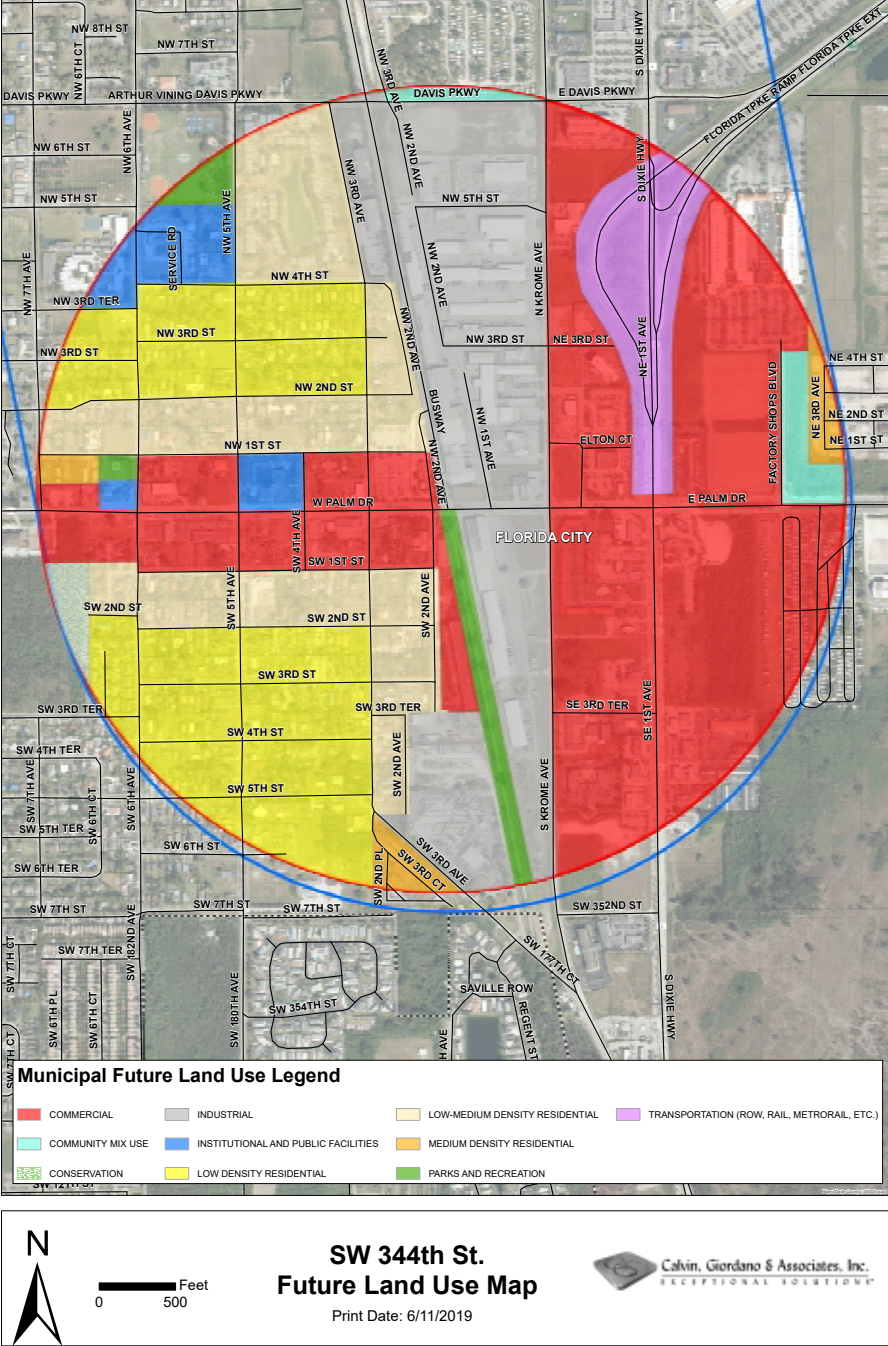 NW 8TH ST
NW 7TH ST
NW 6TH CT
S DIXIE HWY
FLORIDA TPKE EXT
FLORIDA TPKE RAMP
DAVIS PKWY
ARTHUR VINING DAVIS PKWY
NW 3RD AVE
DAVIS PKWY
E DAVIS PKWY
NW 6TH AVE
NW 6TH ST
NW 2ND AVE
NW 3RD AVE
S DIXIE HWY
NW 5TH ST
NW 5TH AVE
NW 5TH ST
SERVICE RD
NW 7TH AVE
NW 4TH ST
NW 2ND AVE
N KROME AVE
NW 3RD TER
NW 3RD ST
NW 3RD ST
NE 3RD ST
NE 1ST AVE
NW 2ND AVE
NW 3RD ST
NE 4TH ST
NW 2ND ST
BUSWAY
NW 1ST AVE
FACTORY SHOPS BLVD
NE 3RD AVE
NE 2ND ST
NE 1ST ST
NW 1ST ST
ELTON CT
NW 2ND AVE
W PALM DR
E PALM DR
FLORIDA CITY
SW 4TH AVE
SW 1ST ST
SW 5TH AVE
SW 2ND AVE
SW 2ND ST
SW 2ND ST
SW 3RD ST
SW 3RD TER
SW 3RD TER
SE 3RD TER
SE 1ST AVE
SW 4TH ST
SW 4TH TER
SW 2ND AVE
SW 7TH AVE
SW 6TH CT
SW 6TH AVE
SW 5TH ST
S KROME AVE
SW 5TH TER
SW 6TH ST
SW 6TH TER
SW 3RD AVE
SW 3RD CT
SW 2ND PL
SW 7TH ST
SW 7TH ST
SW 7TH ST
SW 352ND ST
SW 182ND AVE
SW 7TH TER
SW 7TH CT
SW 177TH CT
SW 180TH AVE
SW 354TH ST
SAVILLE ROW
REGENT ST
S DIXIE HWY
SW 6TH PL
SW 6TH CT
SW 7TH CT
H AVE
Municipal Future Land Use Legend
COMMERCIAL
INDUSTRIAL
LOW-MEDIUM DENSITY RESIDENTIAL
TRANSPORTATION (ROW, RAIL, METRORAIL, ETC.)
COMMUNITY MIX USE
INSTITUTIONAL AND PUBLIC FACILITIES
MEDIUM DENSITY RESIDENTIAL
CONSERVATION
LOW DENSITY RESIDENTIAL
PARKS AND RECREATION
SW 12TH ST
N
Feet
0 500
SW 344th St.
Future Land Use Map
Print Date: 6/11/2019
Calvin, Giordano & Associates, Inc.
EXCEPTIONAL SOLUTIONS